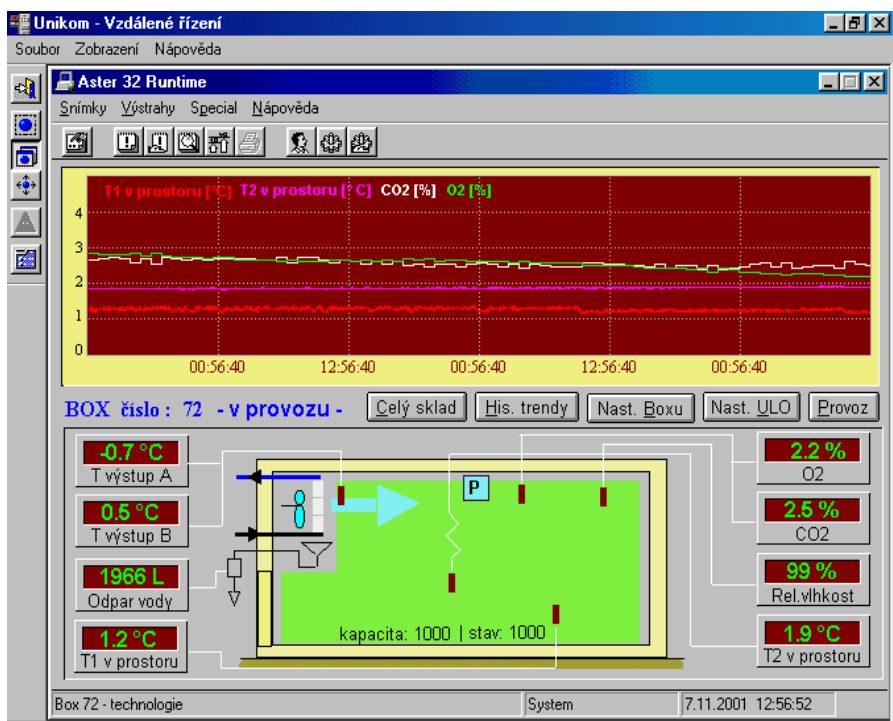 Unikom - Vzdálené řízení
Soubor Zobrazení Nápověda
Aster 32 Runtime
Snímky Výstrahy Special Nápověda
T1 v prostoru [°C] T2 v prostoru [° C] CO2 [%] O2 [%]
4
3
2
1
0
00:56:40 12:56:40 00:56:40 12:56:40 00:56:40
BOX číslo : 72 - v provozu - Celý sklad His. trendy Nast. Boxu Nast. ULO Provoz
-0.7 °C
T výstup A
0.5 °C
T výstup B
1966 L
Odpar vody
1.2 °C
T1 v prostoru
P
kapacita: 1000 | stav: 1000
2.2 %
O2
2.5 %
CO2
99 %
Rel.vlhkost
1.9 °C
T2 v prostoru
Box 72 - technologie System 7.11.2001 12:56:52